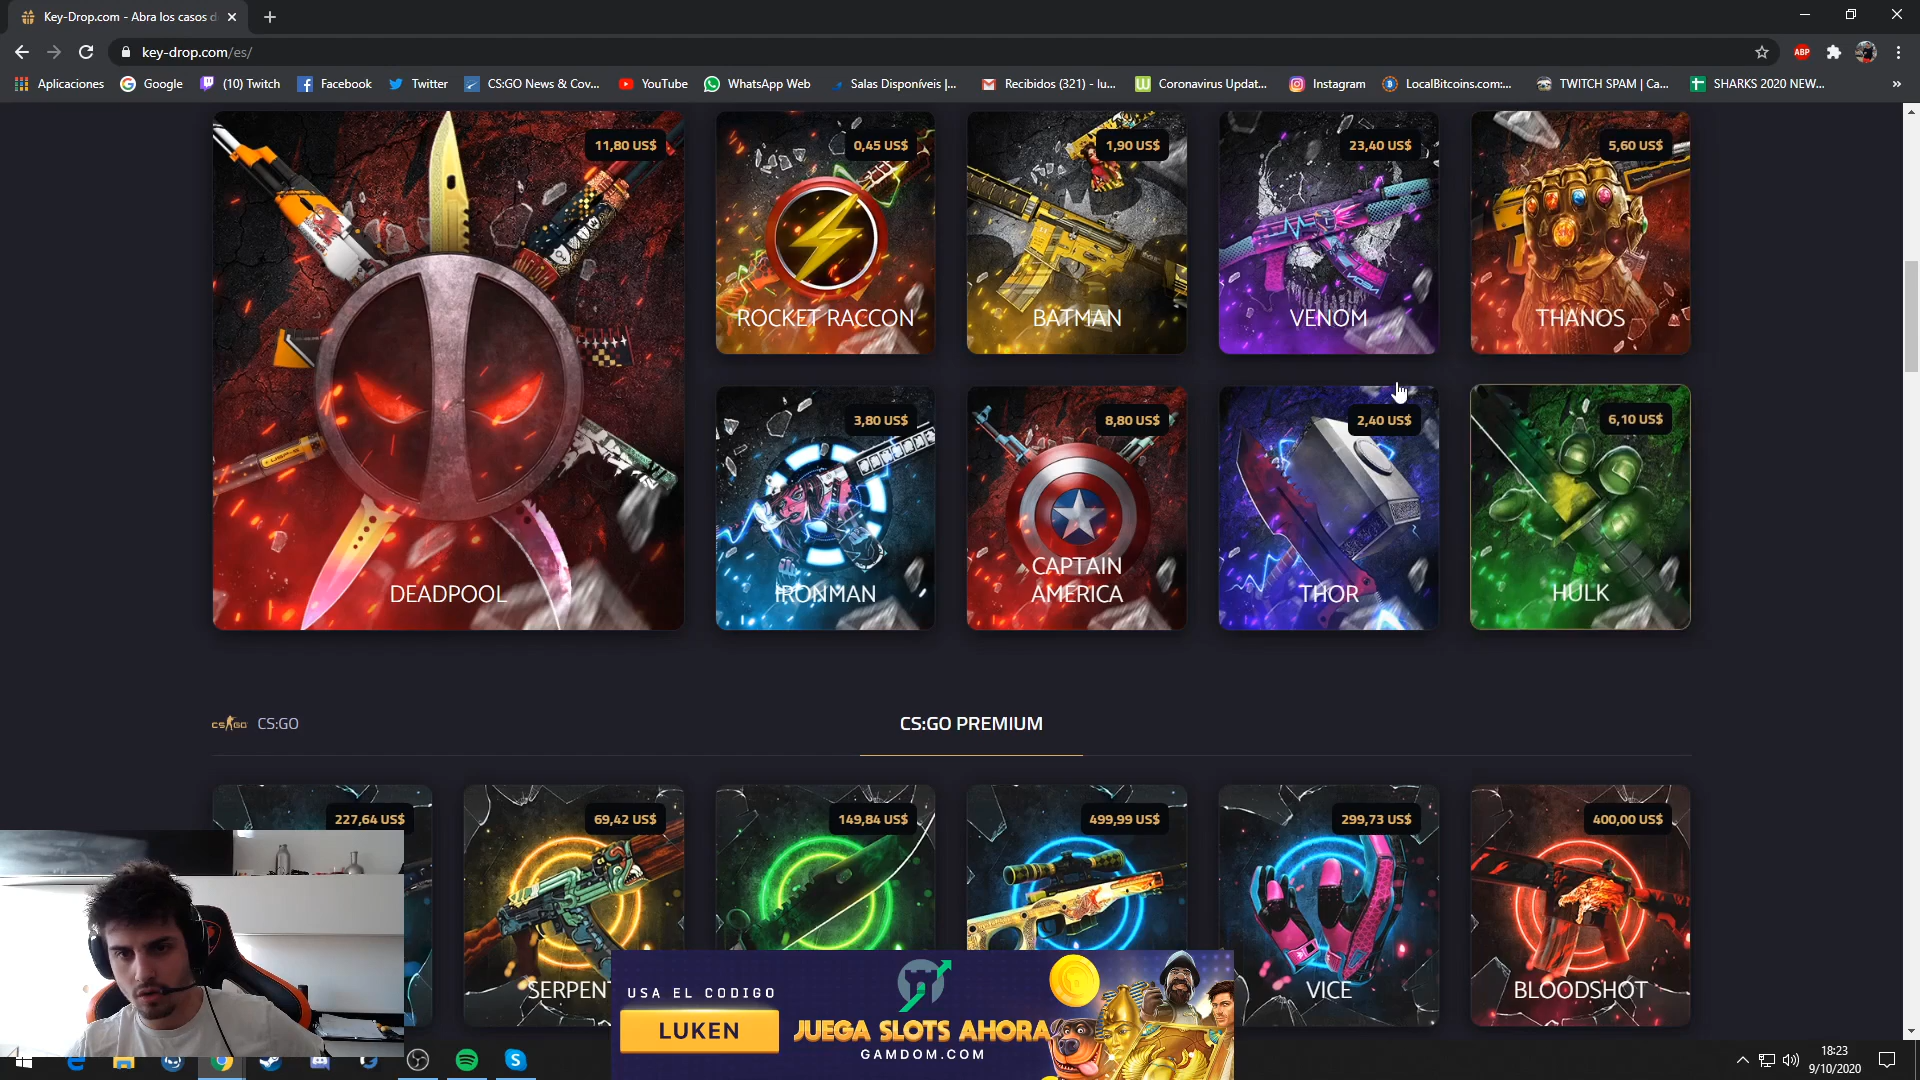 Key-Drop.com - Abra los casos d
key-drop.com/es/
ABP
Aplicaciones
Google
(10) Twitch
Facebook
Twitter
CS:GO News & Cov...
YouTube
WhatsApp Web
Salas Disponíveis |...
Recibidos (321) - lu...
Coronavirus Updat...
Instagram
LocalBitcoins.com:...
TWITCH SPAM | Ca...
SHARKS 2020 NEW...
11,80 US$
0,45 US$
1,90 US$
23,40 US$
5,60 US$
ROCKET RACCON
BATMAN
VENOM
THANOS
3,80 US$
8,80 US$
2,40 US$
6,10 US$
DEADPOOL
IRONMAN
CAPTAIN
AMERICA
THOR
HULK
CS:GO
CS:GO
CS:GO PREMIUM
227,64 US$
69,42 US$
149,84 US$
499,99 US$
299,73 US$
400,00 US$
SERPENT
VICE
BLOODSHOT
USA EL CODIGO
LUKEN
JUEGA SLOTS AHORA
GAMDOM.COM
18:23
9/10/2020